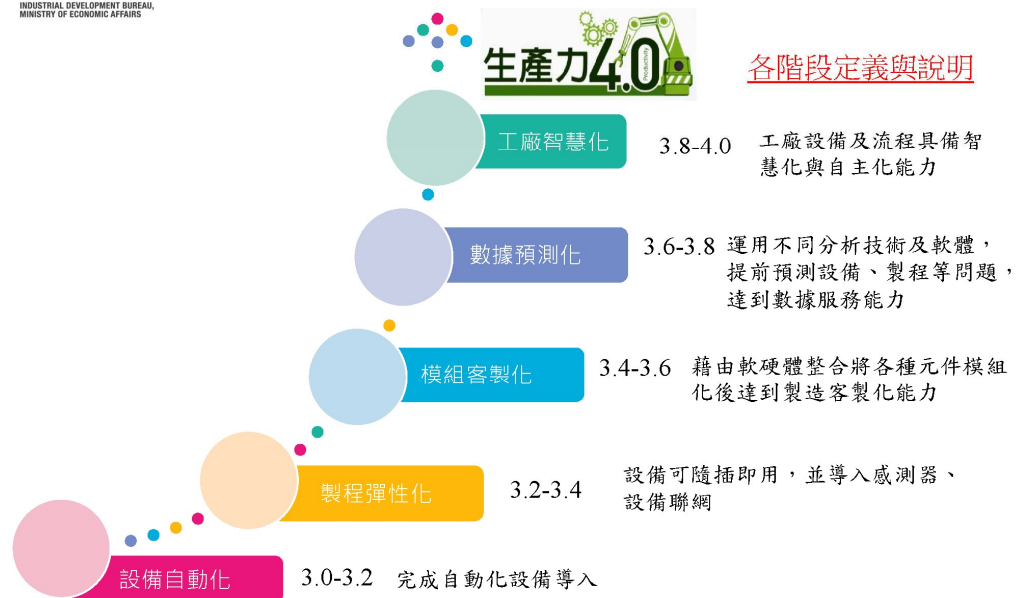 INDUSTRIAL DEVELOPMENT BUREAU,
MINISTRY OF ECONOMIC AFFAIRS
生產力4.0
Productivity
各階段定義與說明
工廠智慧化
3.8-4.0
工廠設備及流程具備智
慧化與自主化能力
數據預測化
3.6-3.8
運用不同分析技術及軟體，
提前預測設備、製程等問題，
達到數據服務能力
模組客製化
3.4-3.6
藉由軟硬體整合將各種元件模組
化後達到製造客製化能力
製程彈性化
3.2-3.4
設備可隨插即用，並導入感測器、
設備聯網
設備自動化
3.0-3.2
完成自動化設備導入